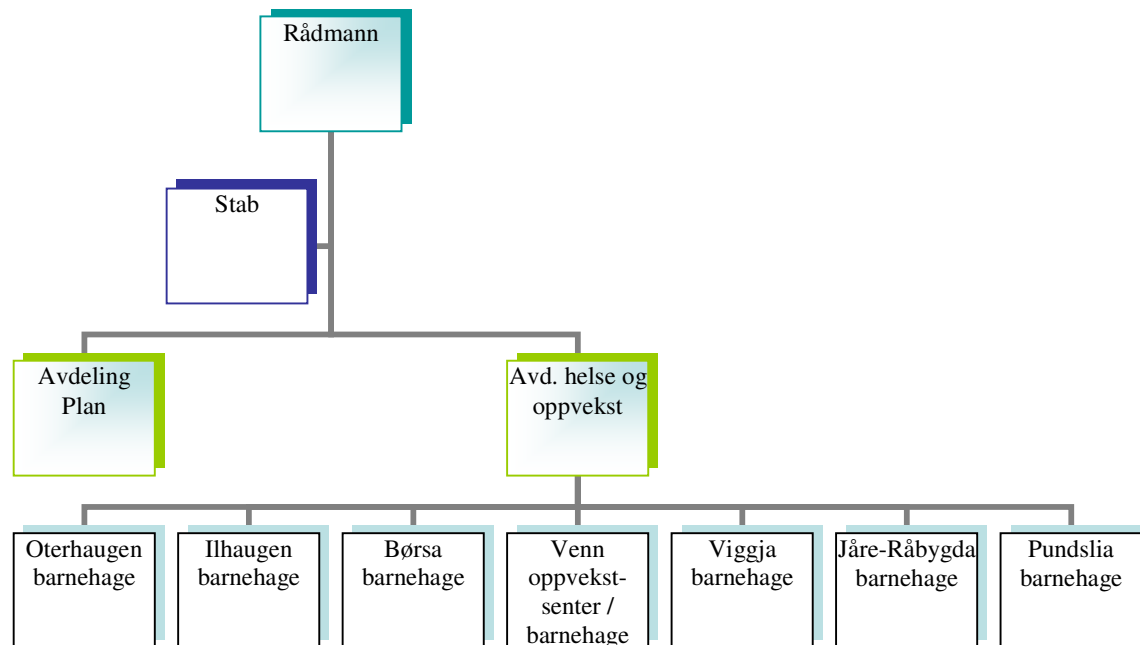 Rådmann
Stab
Avdeling
Plan
Avd. helse og
oppvekst
Oterhaugen
barnehage
Ilhaugen
barnehage
Børsa
barnehage
Venn
oppvekst-
senter /
barnehage
Viggja
barnehage
Jåre-Råbygda
barnehage
Pundslia
barnehage